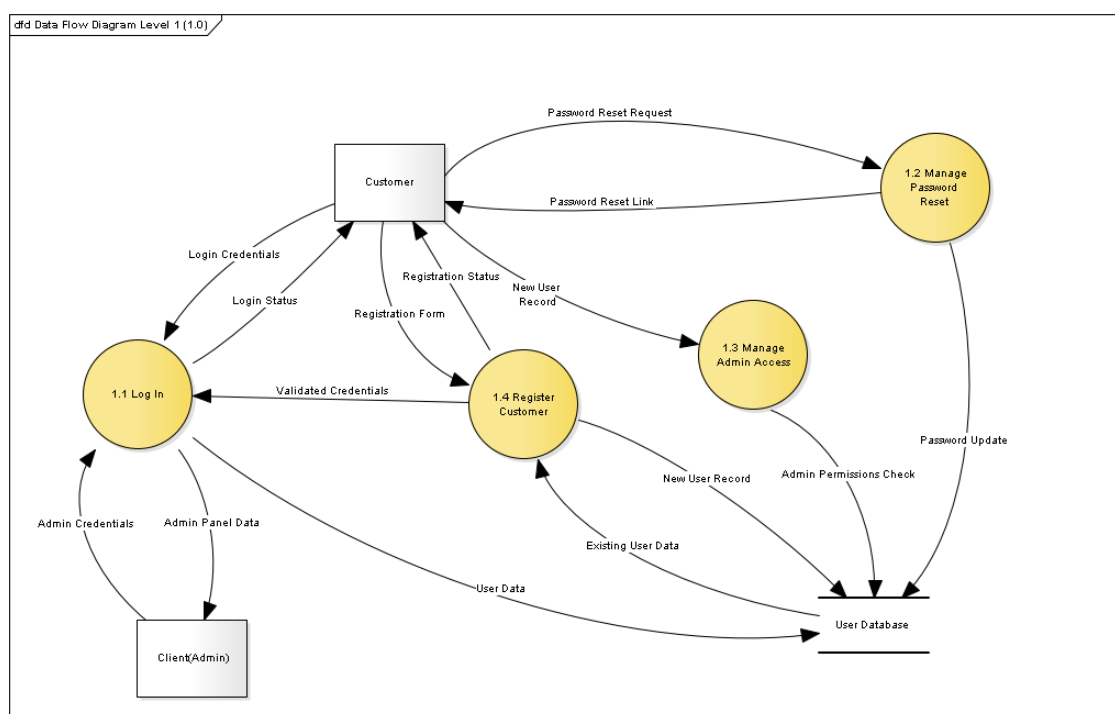 dfd Data Flow Diagram Level 1 (1.0)
Password Reset Request
Customer
1.2 Manage
Password
Reset
Password Reset Link
Login Credentials
Registration Status
New User
Record
Login Status
Registration Form
1.3 Manage
Admin Access
1.1 Log In
Validated Credentials
1.4 Register
Customer
Password Update
Admin Permissions Check
New User Record
Admin Credentials
Admin Panel Data
Existing User Data
User Data
User Database
Client(Admin)